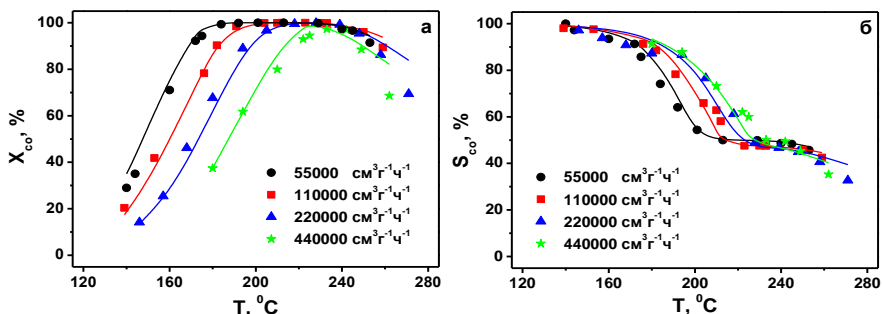 а
100
80
60
40
20
0
X_co, %
55000 см³г⁻¹ч⁻¹
110000 см³г⁻¹ч⁻¹
220000 см³г⁻¹ч⁻¹
440000 см³г⁻¹ч⁻¹
120 160 200 240 280
T, ⁰C
б
100
80
60
40
20
0
S_co, %
55000 см³г⁻¹ч⁻¹
110000 см³г⁻¹ч⁻¹
220000 см³г⁻¹ч⁻¹
440000 см³г⁻¹ч⁻¹
120 160 200 240 280
T, ⁰C